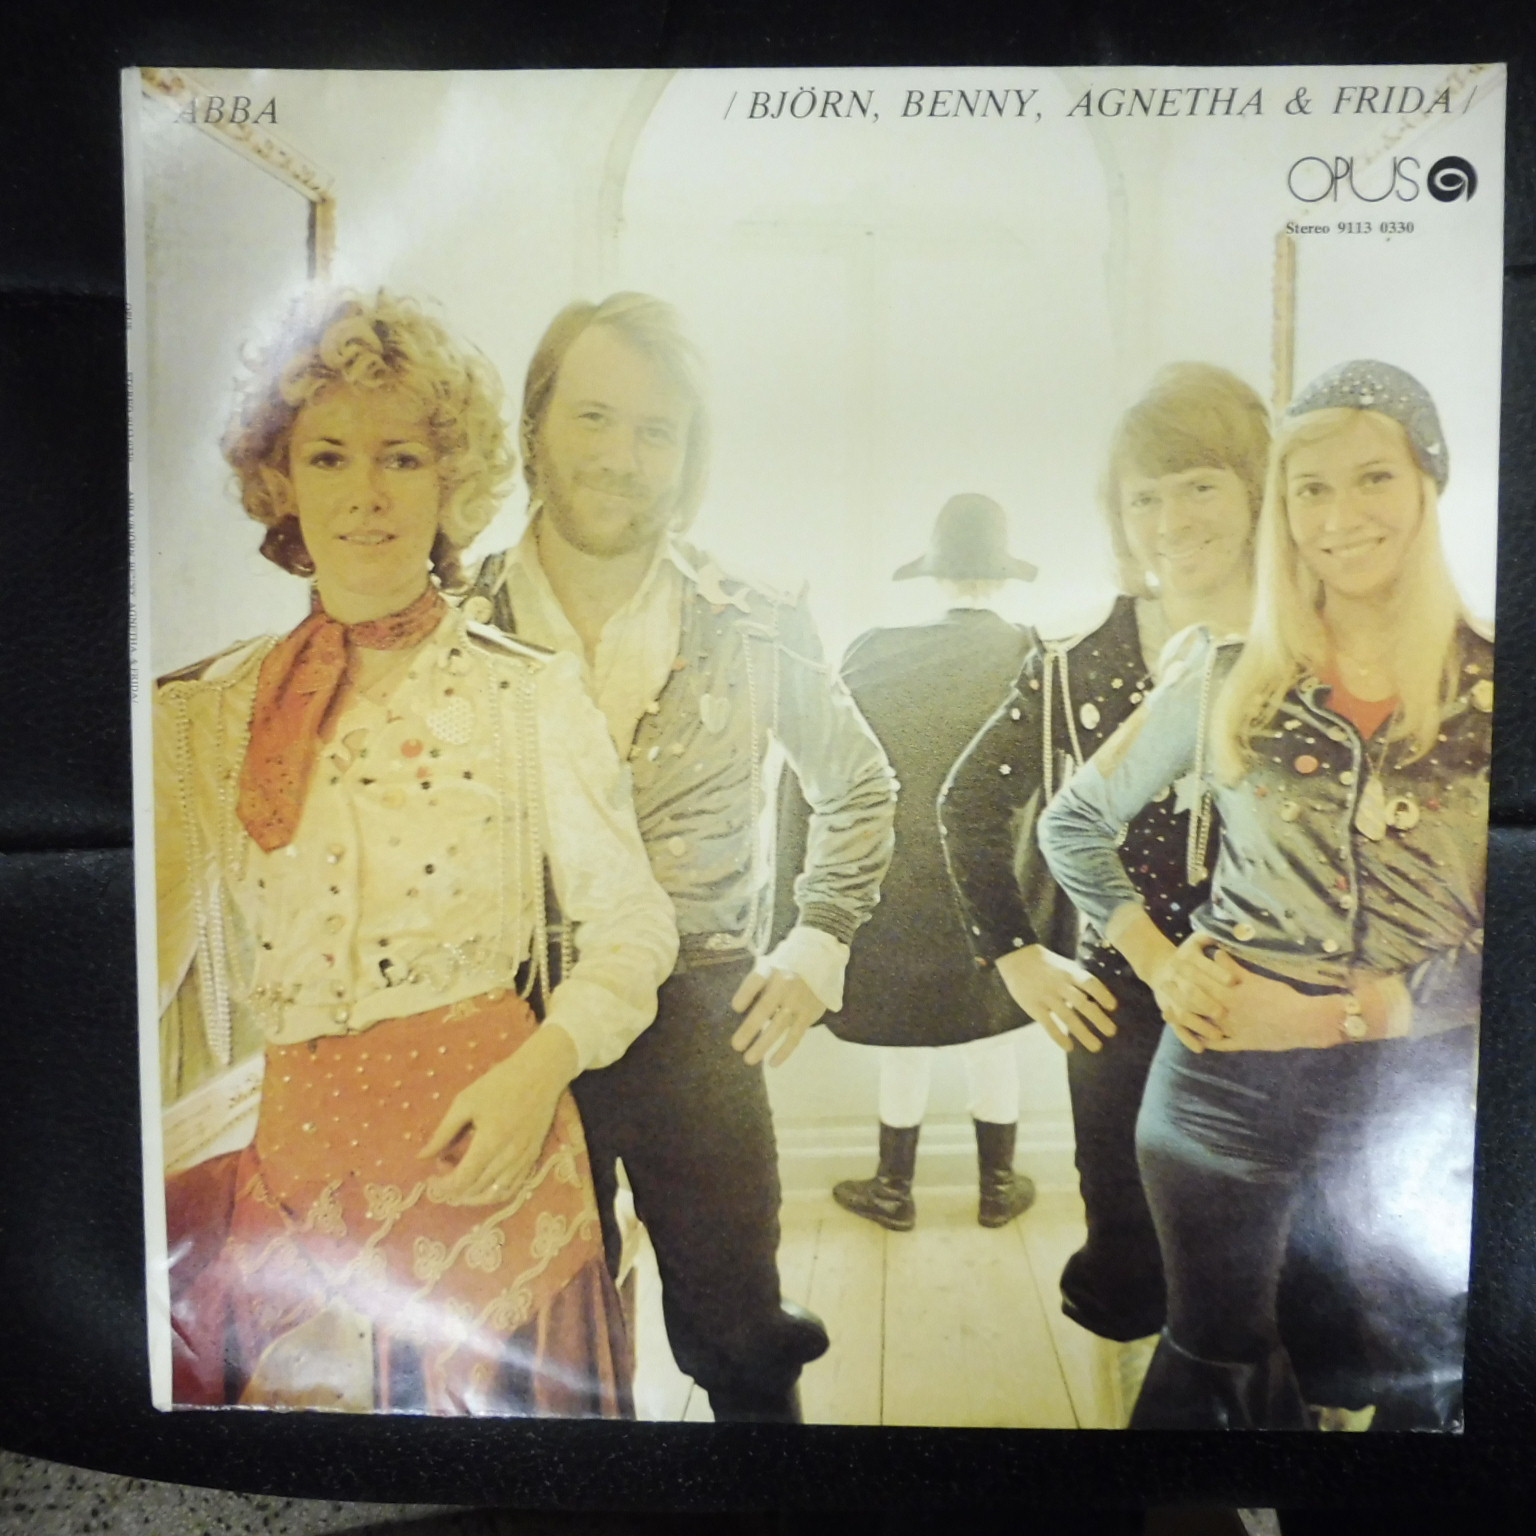 ABBA
/ BJÖRN, BENNY, AGNETHA & FRIDA /
OPUS
Stereo 9113 0330